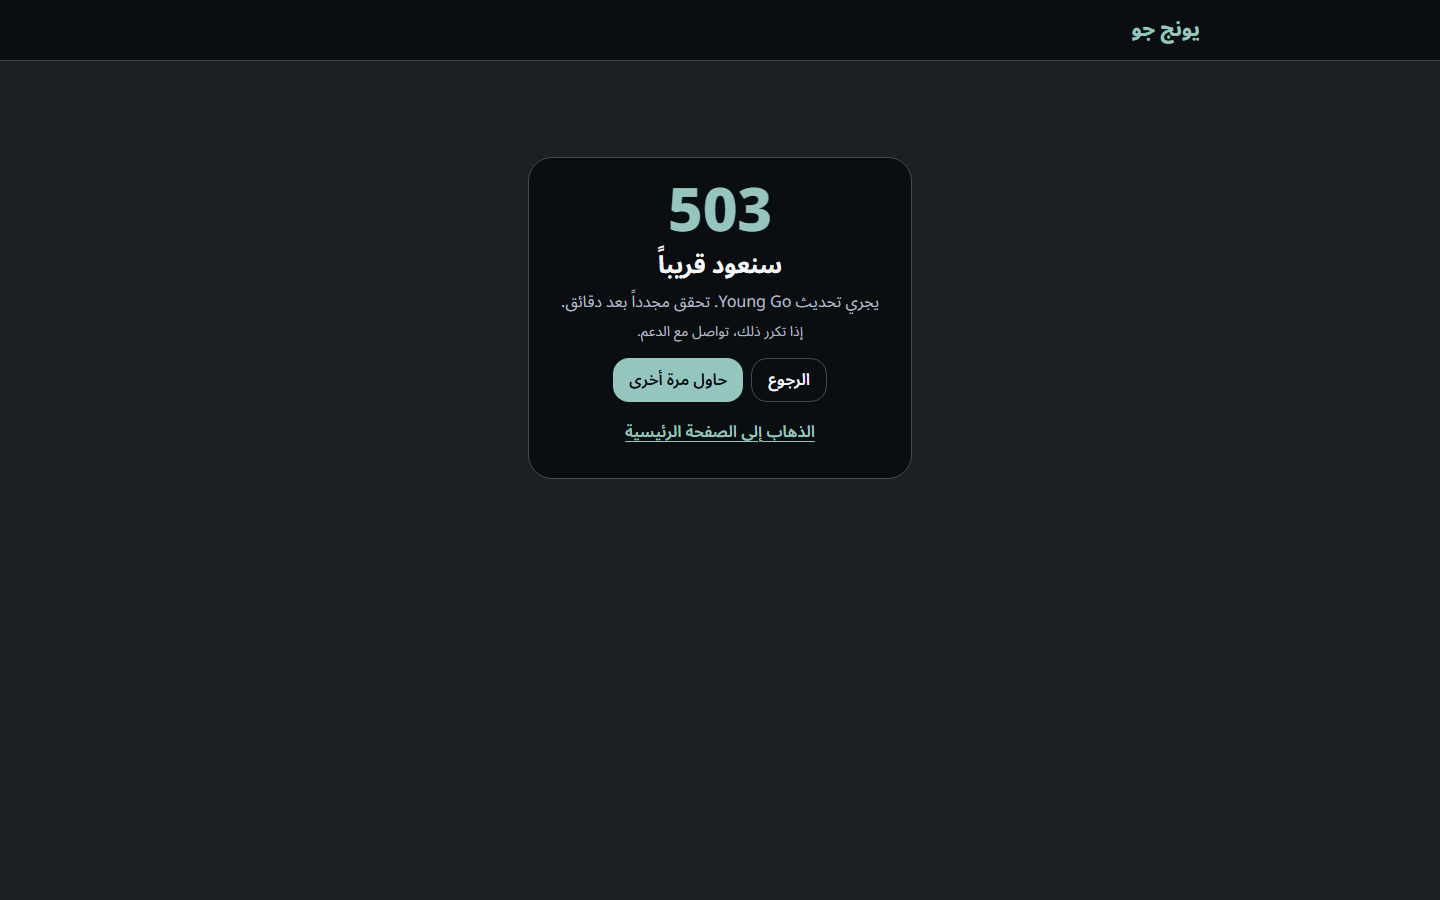 يونج جو
503
سنعود قريباً
يجري تحديث Young Go. تحقق مجدداً بعد دقائق.
إذا تكرر ذلك، تواصل مع الدعم.
الرجوع
حاول مرة أخرى
الذهاب إلى الصفحة الرئيسية